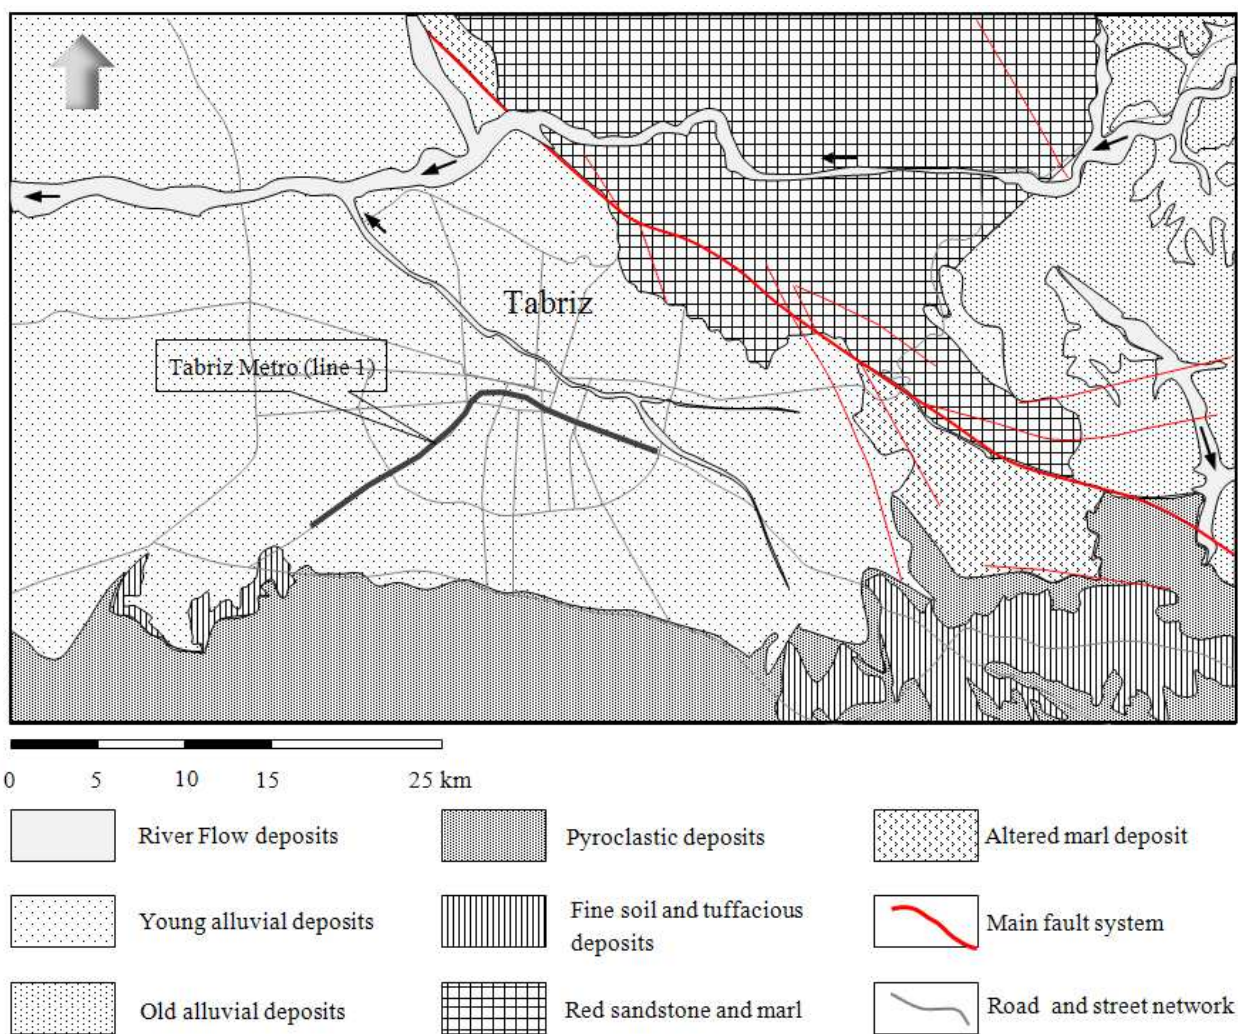 Tabriz
Tabriz Metro (line 1)
0 5 10 15 25 km
River Flow deposits
Pyroclastic deposits
Altered marl deposit
Young alluvial deposits
Fine soil and tuffacious
deposits
Main fault system
Old alluvial deposits
Red sandstone and marl
Road and street network